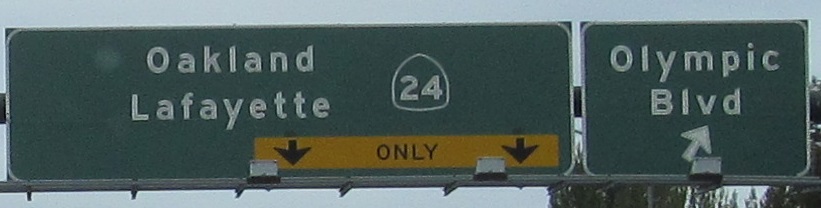 Oakland
Lafayette
24
ONLY
Olympic
Blvd